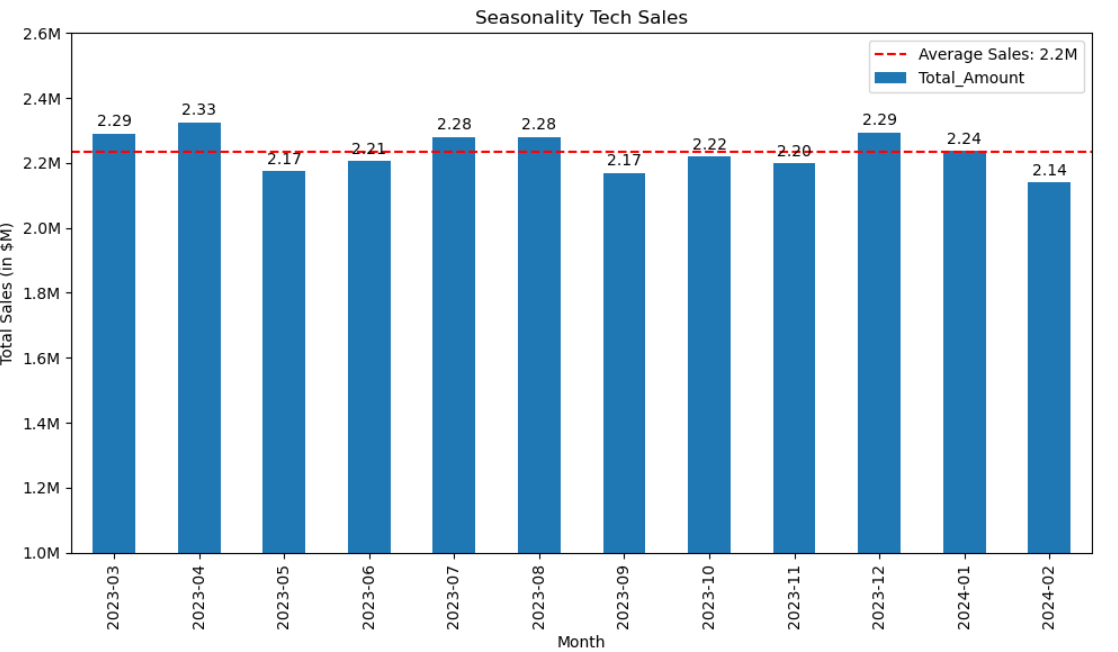 Seasonality Tech Sales
2.6M
2.4M
2.2M
2.0M
1.8M
1.6M
1.4M
1.2M
1.0M
Total Sales (in $M)
Average Sales: 2.2M
Total_Amount
2.29
2.33
2.17
2.21
2.28
2.28
2.17
2.22
2.20
2.29
2.24
2.14
2023-03
2023-04
2023-05
2023-06
2023-07
2023-08
2023-09
2023-10
2023-11
2023-12
2024-01
2024-02
Month